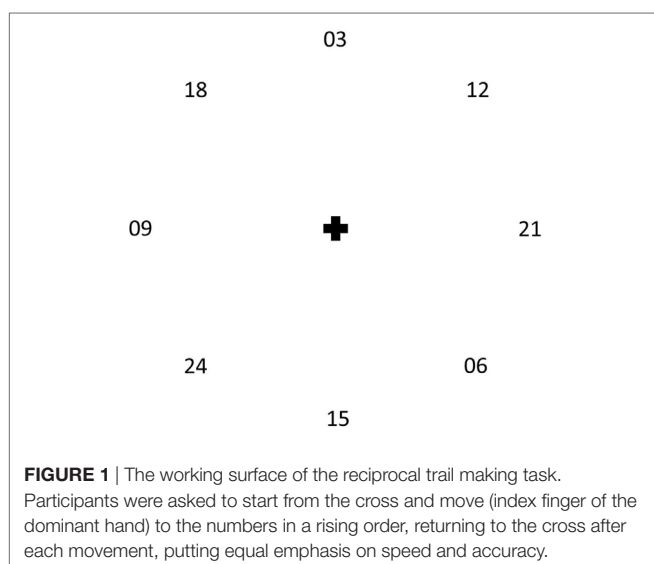 03
18 12
09 21
24 06
15
FIGURE 1 | The working surface of the reciprocal trail making task.
Participants were asked to start from the cross and move (index finger of the
dominant hand) to the numbers in a rising order, returning to the cross after
each movement, putting equal emphasis on speed and accuracy.